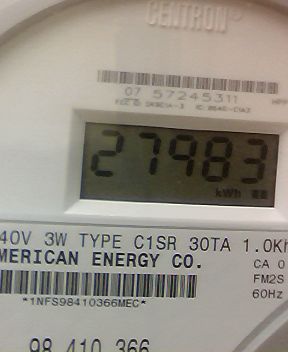 CENTRON
07 57245311
27983
kWh
40V 3W TYPE C1SR 30TA 1.0Kh
MERICAN ENERGY CO.
CA 0
FM2S
*1NFS98410366MEC*
60Hz
98 410 366